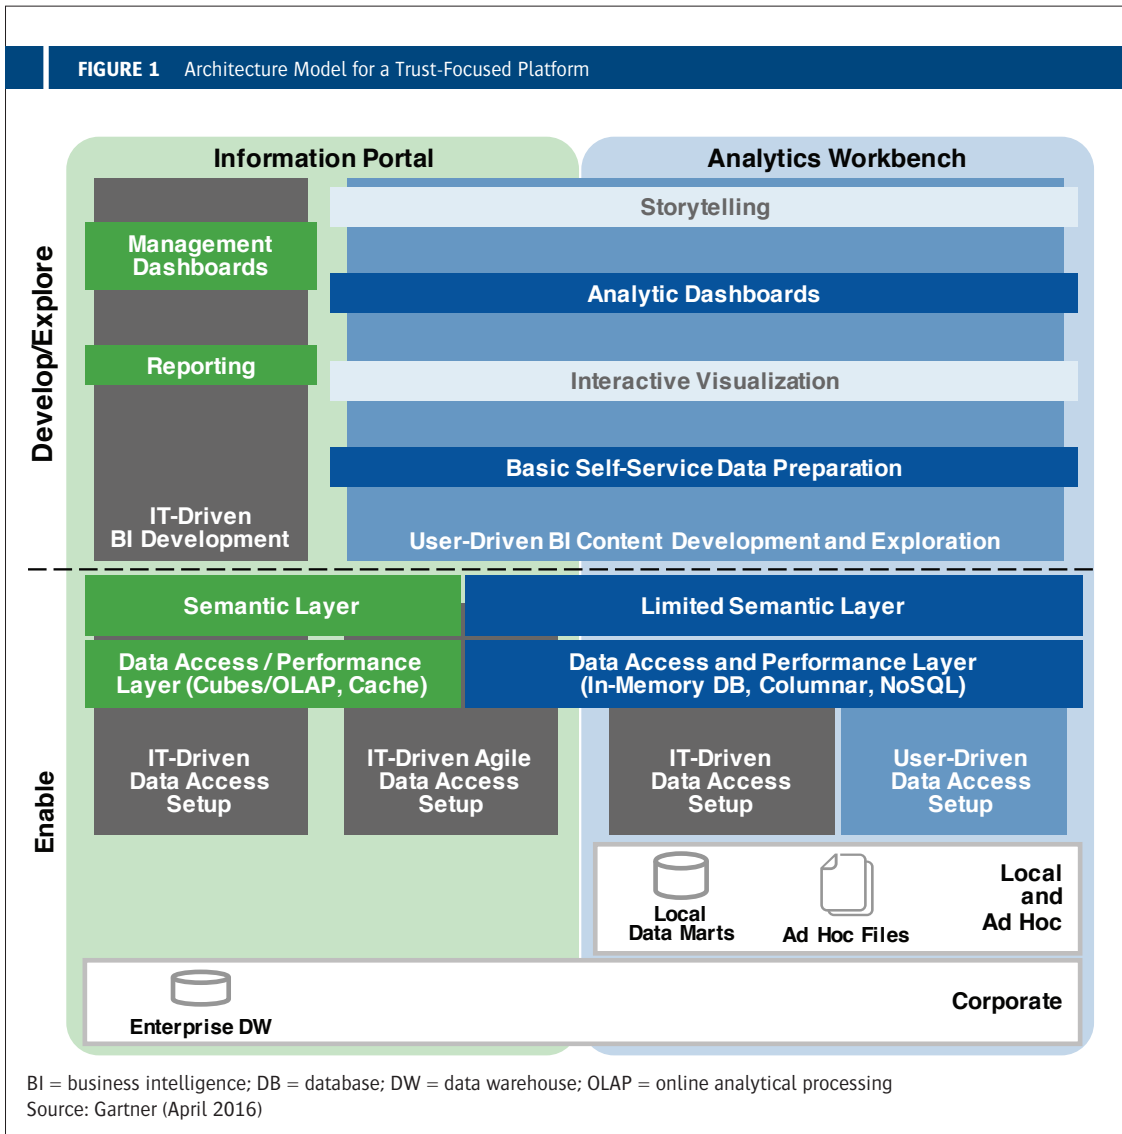 FIGURE 1 Architecture Model for a Trust-Focused Platform
Information Portal
Analytics Workbench
Develop/Explore
Storytelling
Management
Dashboards
Analytic Dashboards
Reporting
Interactive Visualization
Basic Self-Service Data Preparation
IT-Driven
BI Development
User-Driven BI Content Development and Exploration
Enable
Semantic Layer
Limited Semantic Layer
Data Access / Performance
Layer (Cubes/OLAP, Cache)
Data Access and Performance Layer
(In-Memory DB, Columnar, NoSQL)
IT-Driven
Data Access
Setup
IT-Driven Agile
Data Access
Setup
IT-Driven
Data Access
Setup
User-Driven
Data Access
Setup
Local
Data Marts
Ad Hoc Files
Local
and
Ad Hoc
Enterprise DW
Corporate
BI = business intelligence; DB = database; DW = data warehouse; OLAP = online analytical processing
Source: Gartner (April 2016)